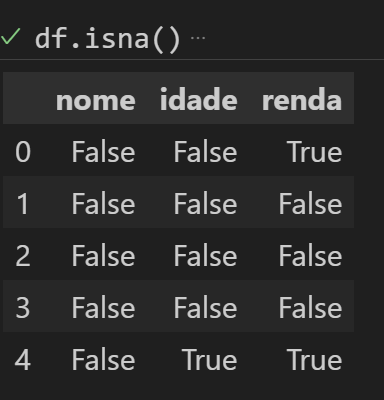 df.isna() ...
nome idade renda
0 False False True
1 False False False
2 False False False
3 False False False
4 False True True